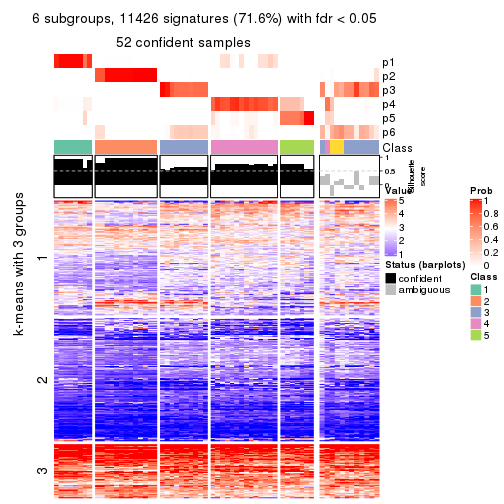 6 subgroups, 11426 signatures (71.6%) with fdr < 0.05
52 confident samples
p1
p2
p3
p4
p5
p6
Class
1
0.5
0
Silhouette
score
k-means with 3 groups
1
2
3
Value
5
4
3
2
1
Status (barplots)
confident
ambiguous
Prob
1
0.8
0.6
0.4
0.2
0
Class
1
2
3
4
5